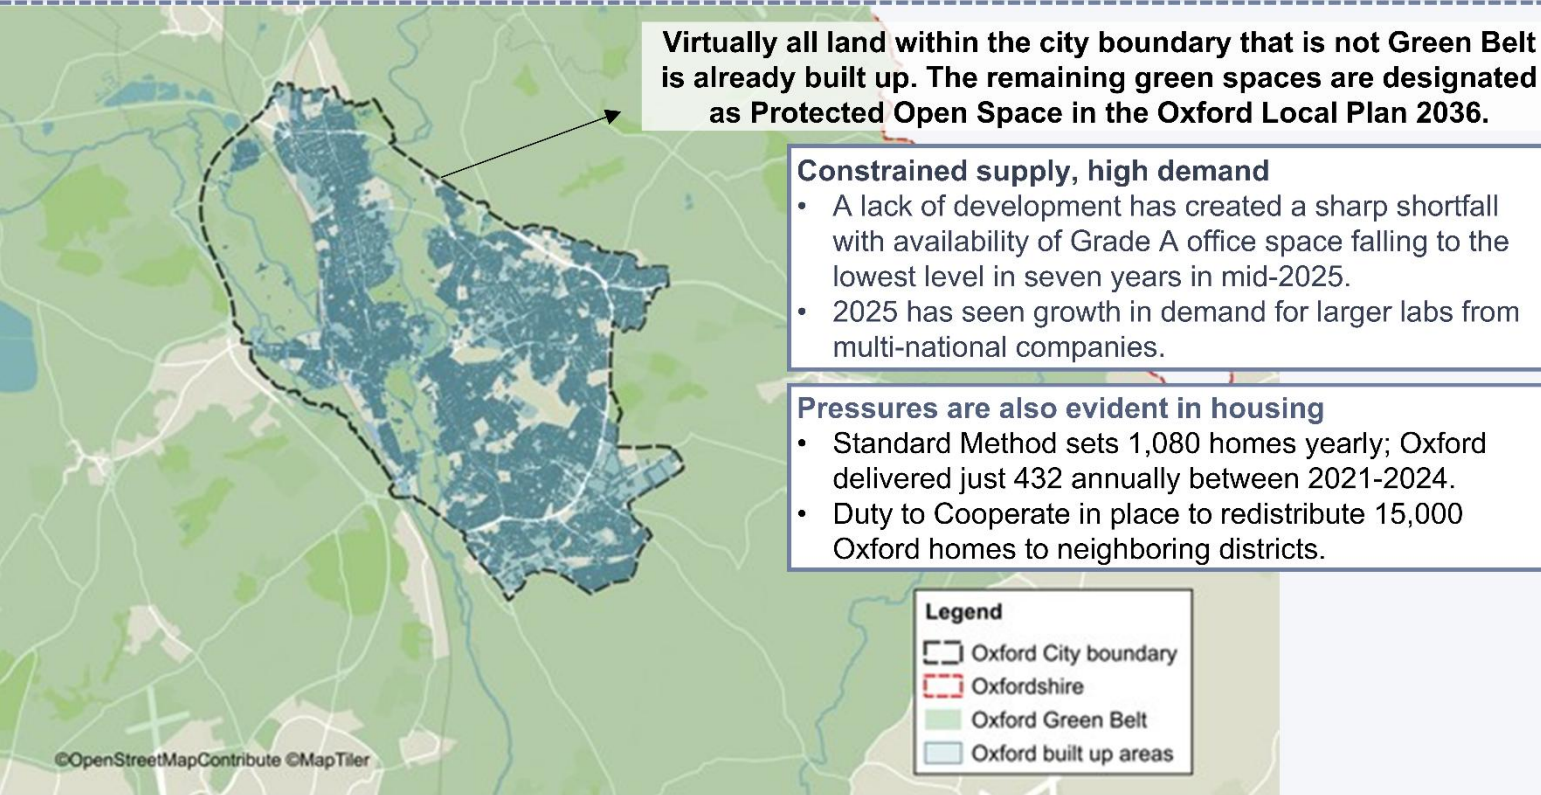 Virtually all land within the city boundary that is not Green Belt
is already built up. The remaining green spaces are designated
as Protected Open Space in the Oxford Local Plan 2036.
Constrained supply, high demand
• A lack of development has created a sharp shortfall
with availability of Grade A office space falling to the
lowest level in seven years in mid-2025.
• 2025 has seen growth in demand for larger labs from
multi-national companies.
Pressures are also evident in housing
• Standard Method sets 1,080 homes yearly; Oxford
delivered just 432 annually between 2021-2024.
• Duty to Cooperate in place to redistribute 15,000
Oxford homes to neighboring districts.
Legend
Oxford City boundary
Oxfordshire
Oxford Green Belt
Oxford built up areas
©OpenStreetMapContribute ©MapTiler